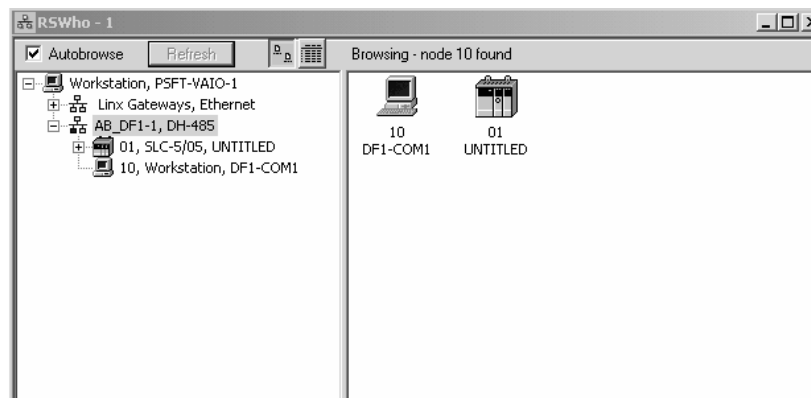 RSWho - 1
Autobrowse Refresh Browsing - node 10 found
Workstation, PSFT-VAIO-1
Linx Gateways, Ethernet
AB_DF1-1, DH-485
01, SLC-5/05, UNTITLED
10, Workstation, DF1-COM1
10
DF1-COM1
01
UNTITLED